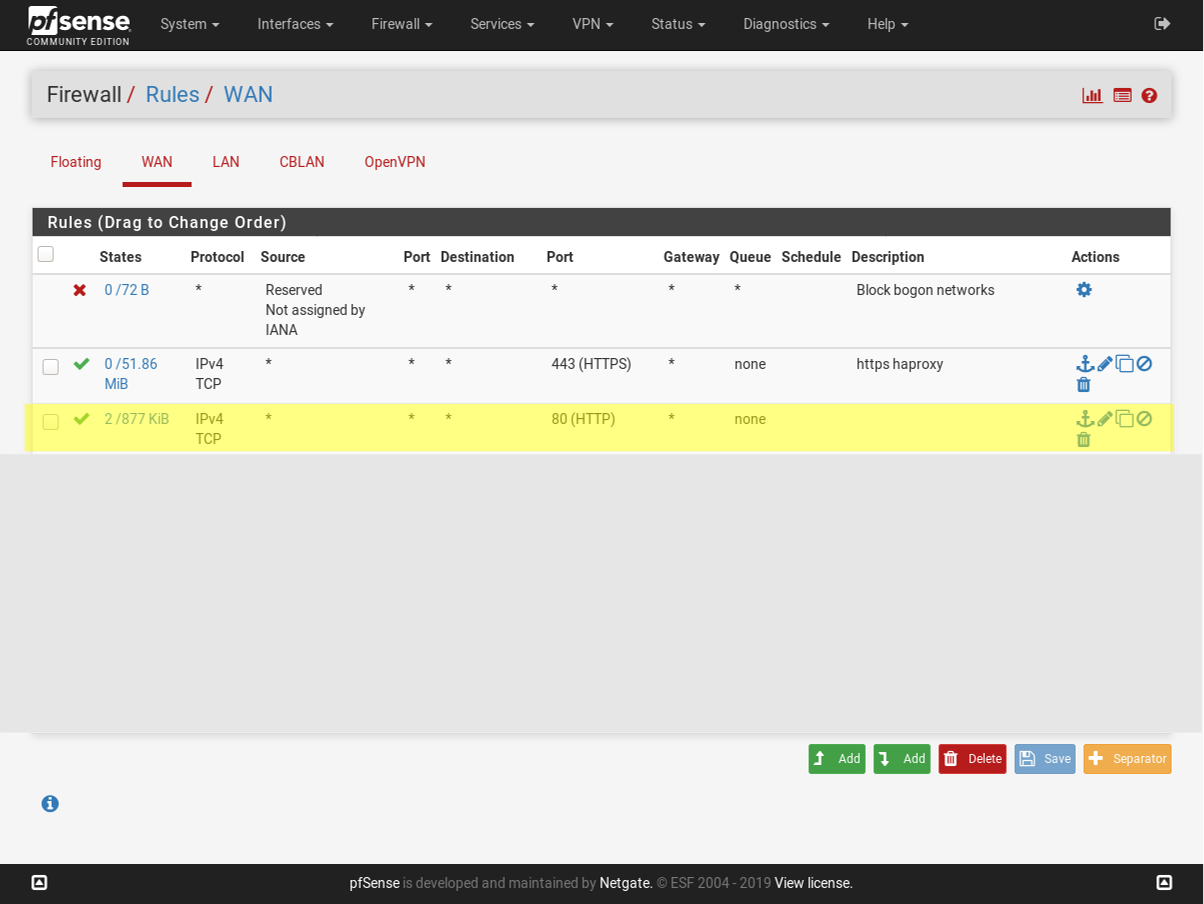 pfsense
COMMUNITY EDITION
System Interfaces Firewall Services VPN Status Diagnostics Help
Firewall / Rules / WAN
Floating WAN LAN CBLAN OpenVPN
Rules (Drag to Change Order)
States Protocol Source Port Destination Port Gateway Queue Schedule Description Actions
0 /72 B * Reserved * * * * * Block bogon networks
Not assigned by
IANA
0 /51.86 IPv4 * * * 443 (HTTPS) * none https haproxy
MiB TCP
2 /877 KiB IPv4 * * * 80 (HTTP) * none
TCP
Add Add Delete Save Separator
pfSense is developed and maintained by Netgate. © ESF 2004 - 2019 View license.